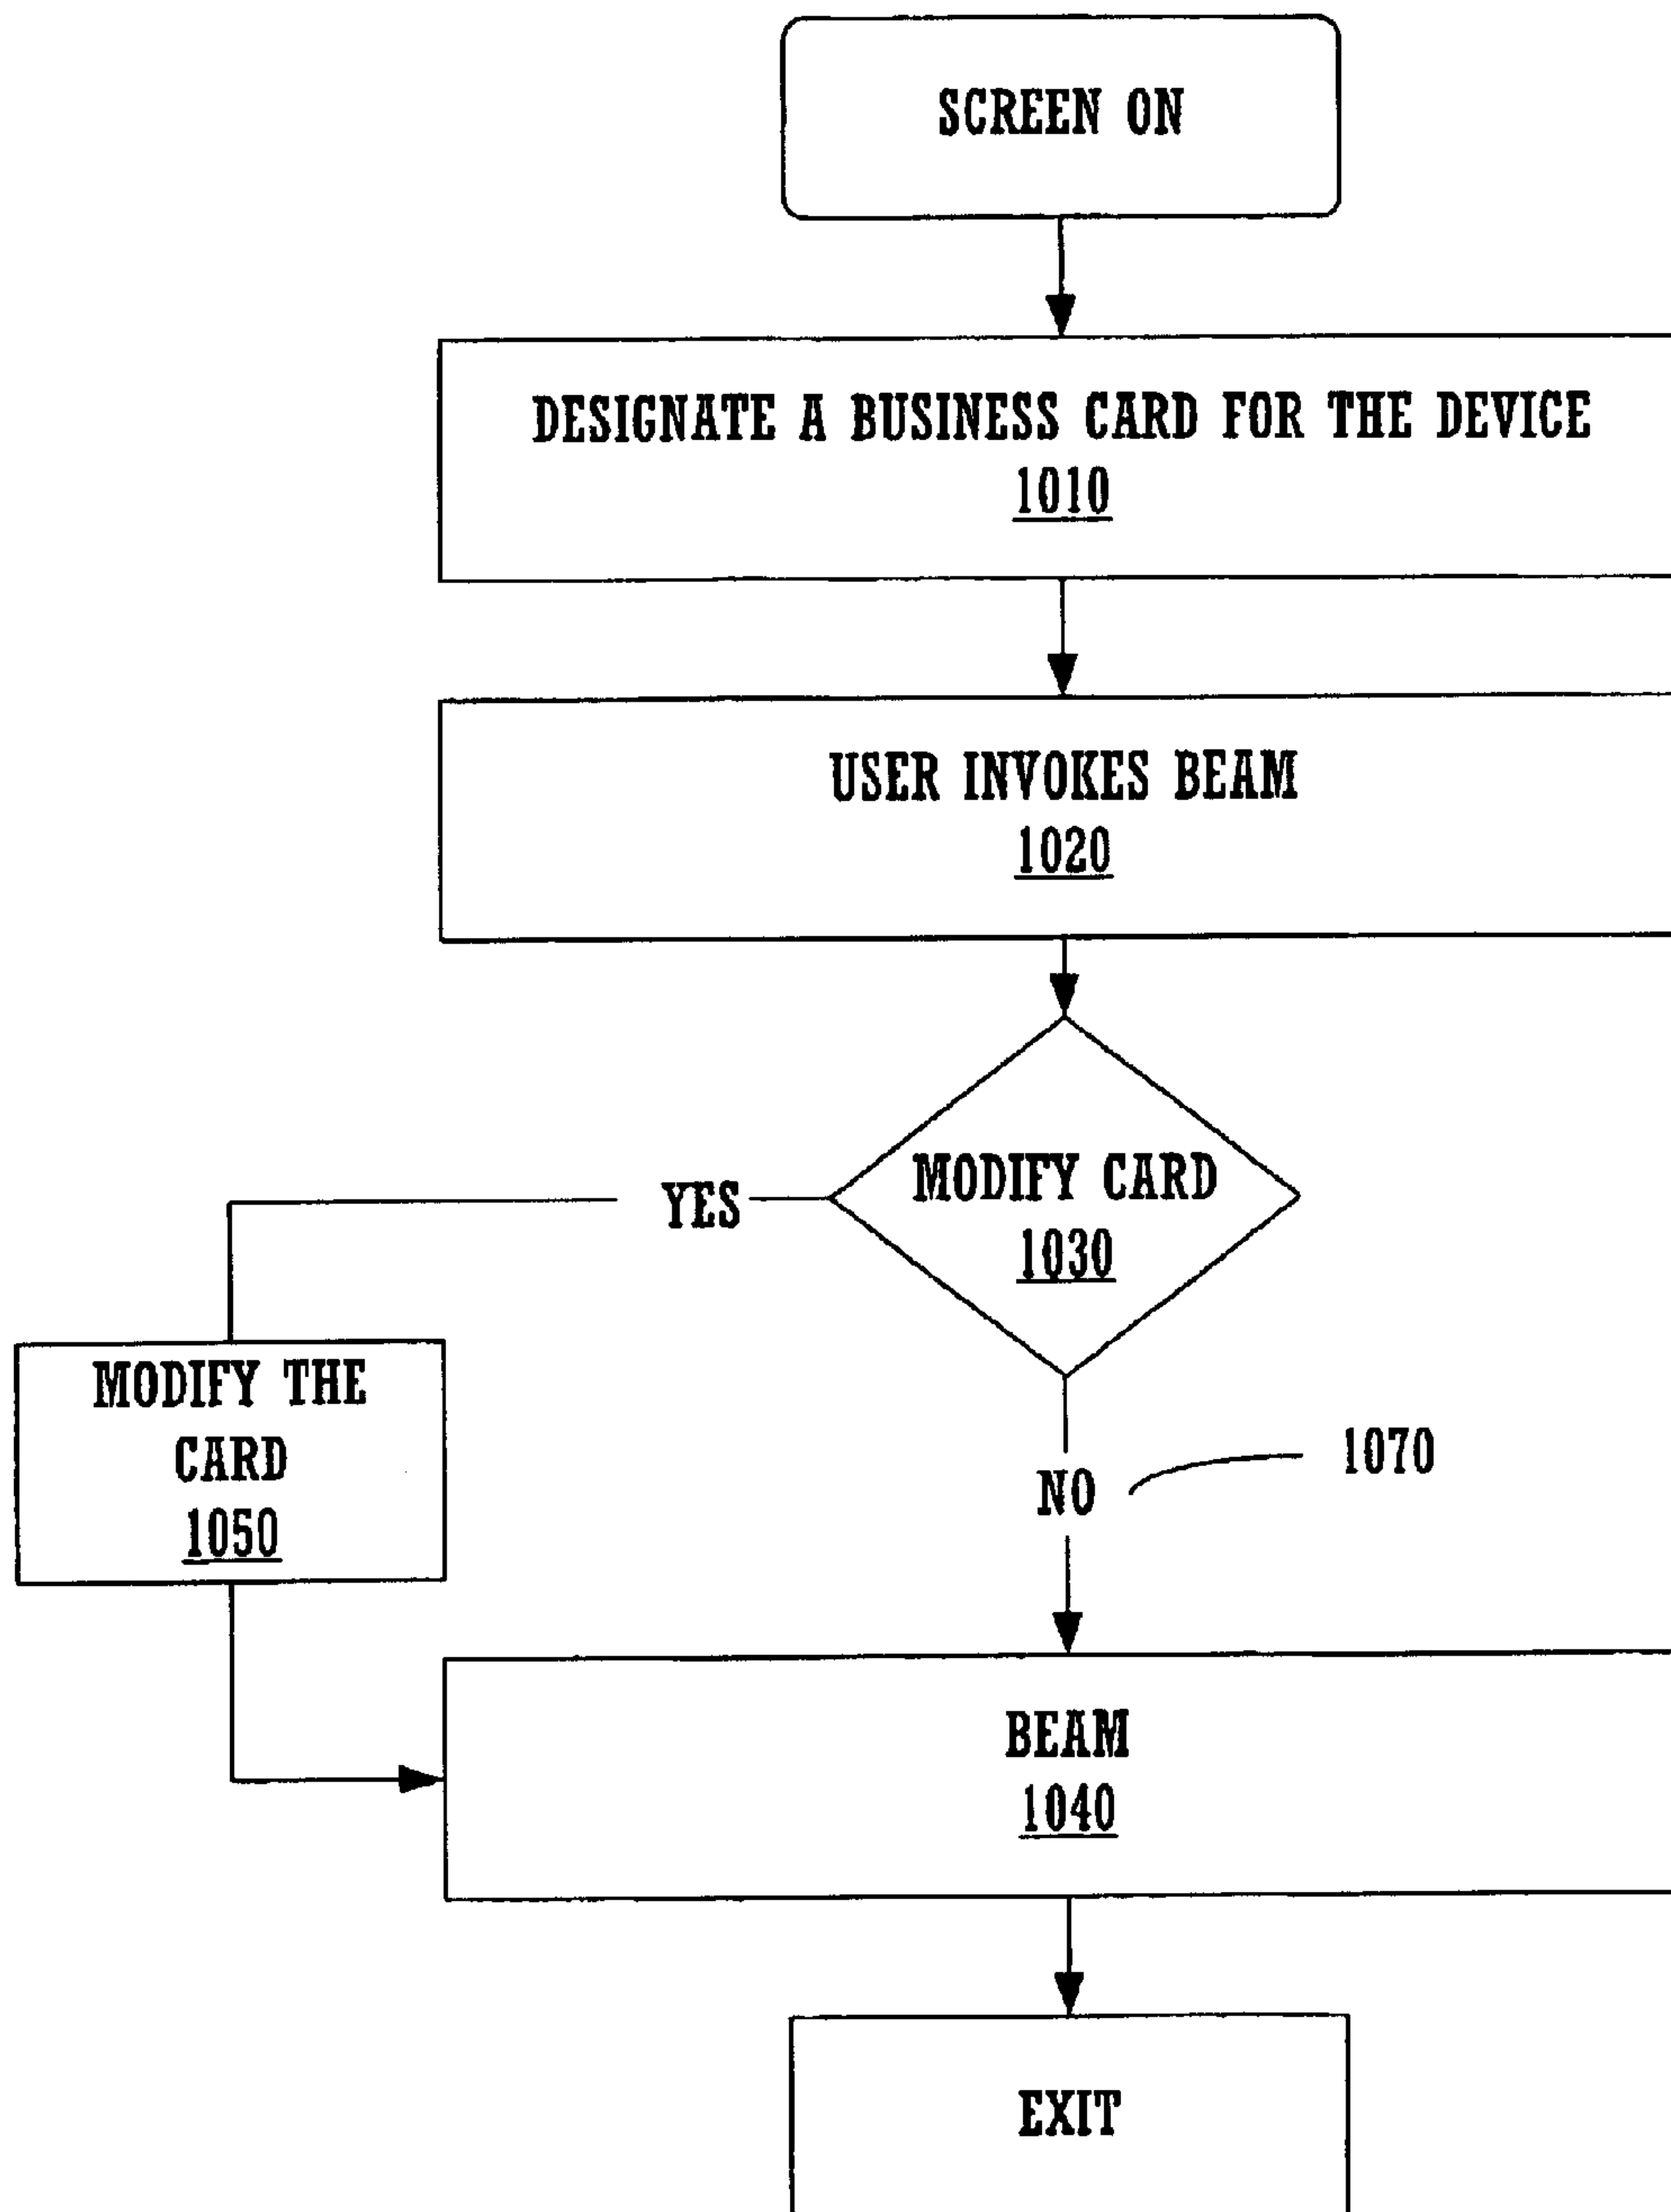 SCREEN ON
DESIGNATE A BUSINESS CARD FOR THE DEVICE
1010
USER INVOKES BEAM
1020
MODIFY CARD
1030
YES
MODIFY THE
CARD
1050
NO
1070
BEAM
1040
EXIT